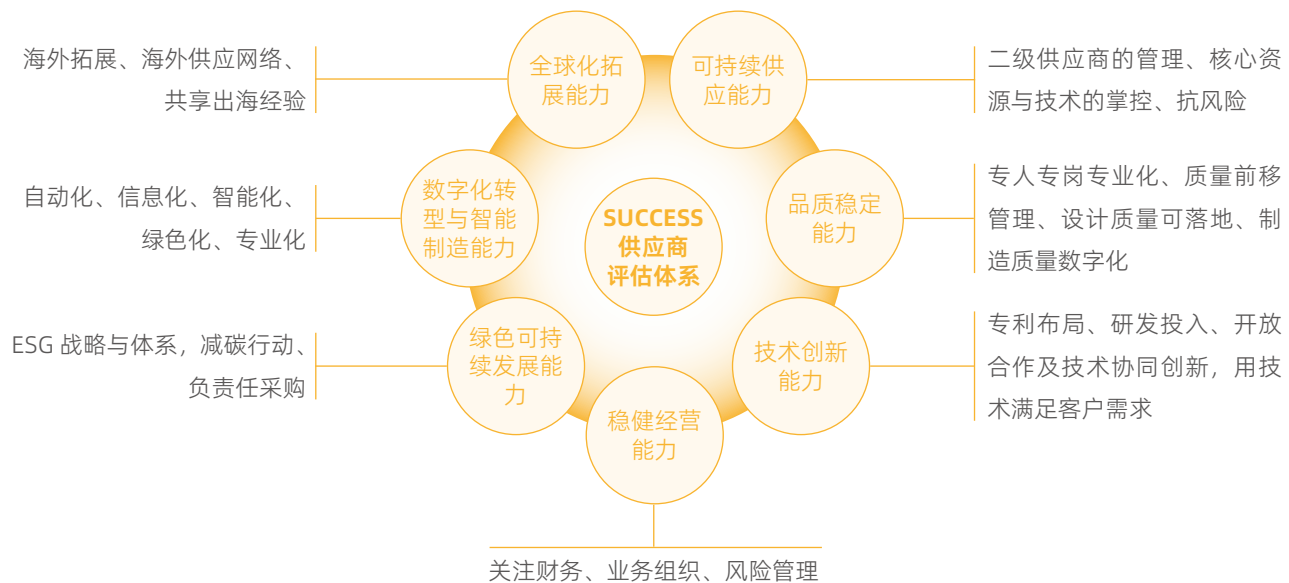 海外拓展、海外供应网络、
共享出海经验
全球化拓
展能力
可持续供
应能力
二级供应商的管理、核心资
源与技术的掌控、抗风险
自动化、信息化、智能化、
绿色化、专业化
数字化转
型与智能
制造能力
SUCCESS
供应商
评估体系
品质稳定
能力
专人专岗专业化、质量前移
管理、设计质量可落地、制
造质量数字化
ESG 战略与体系，减碳行动、
负责任采购
绿色可持
续发展能
力
技术创新
能力
专利布局、研发投入、开放
合作及技术协同创新，用技
术满足客户需求
稳健经营
能力
关注财务、业务组织、风险管理